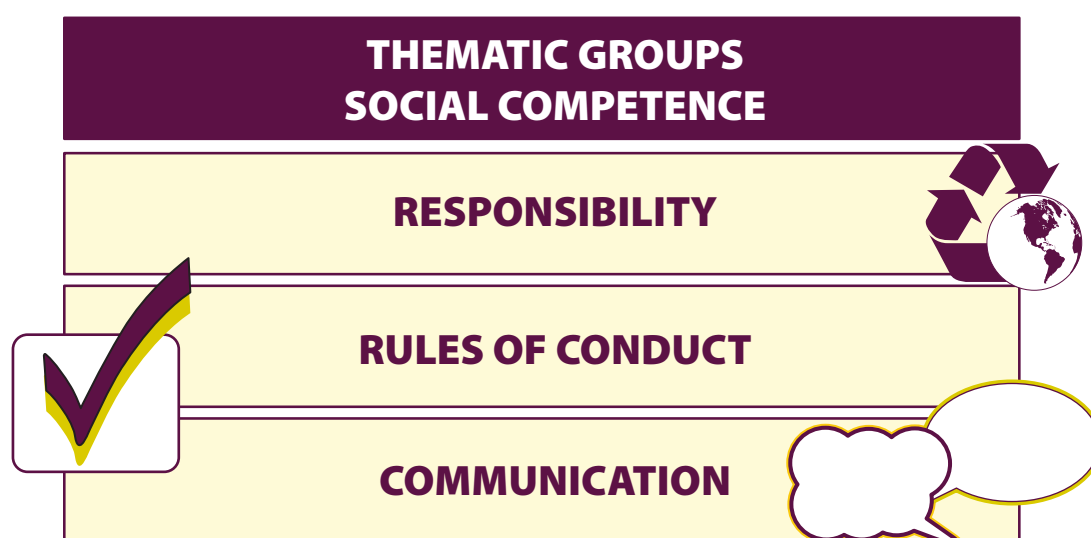 THEMATIC GROUPS
SOCIAL COMPETENCE
RESPONSIBILITY
RULES OF CONDUCT
COMMUNICATION